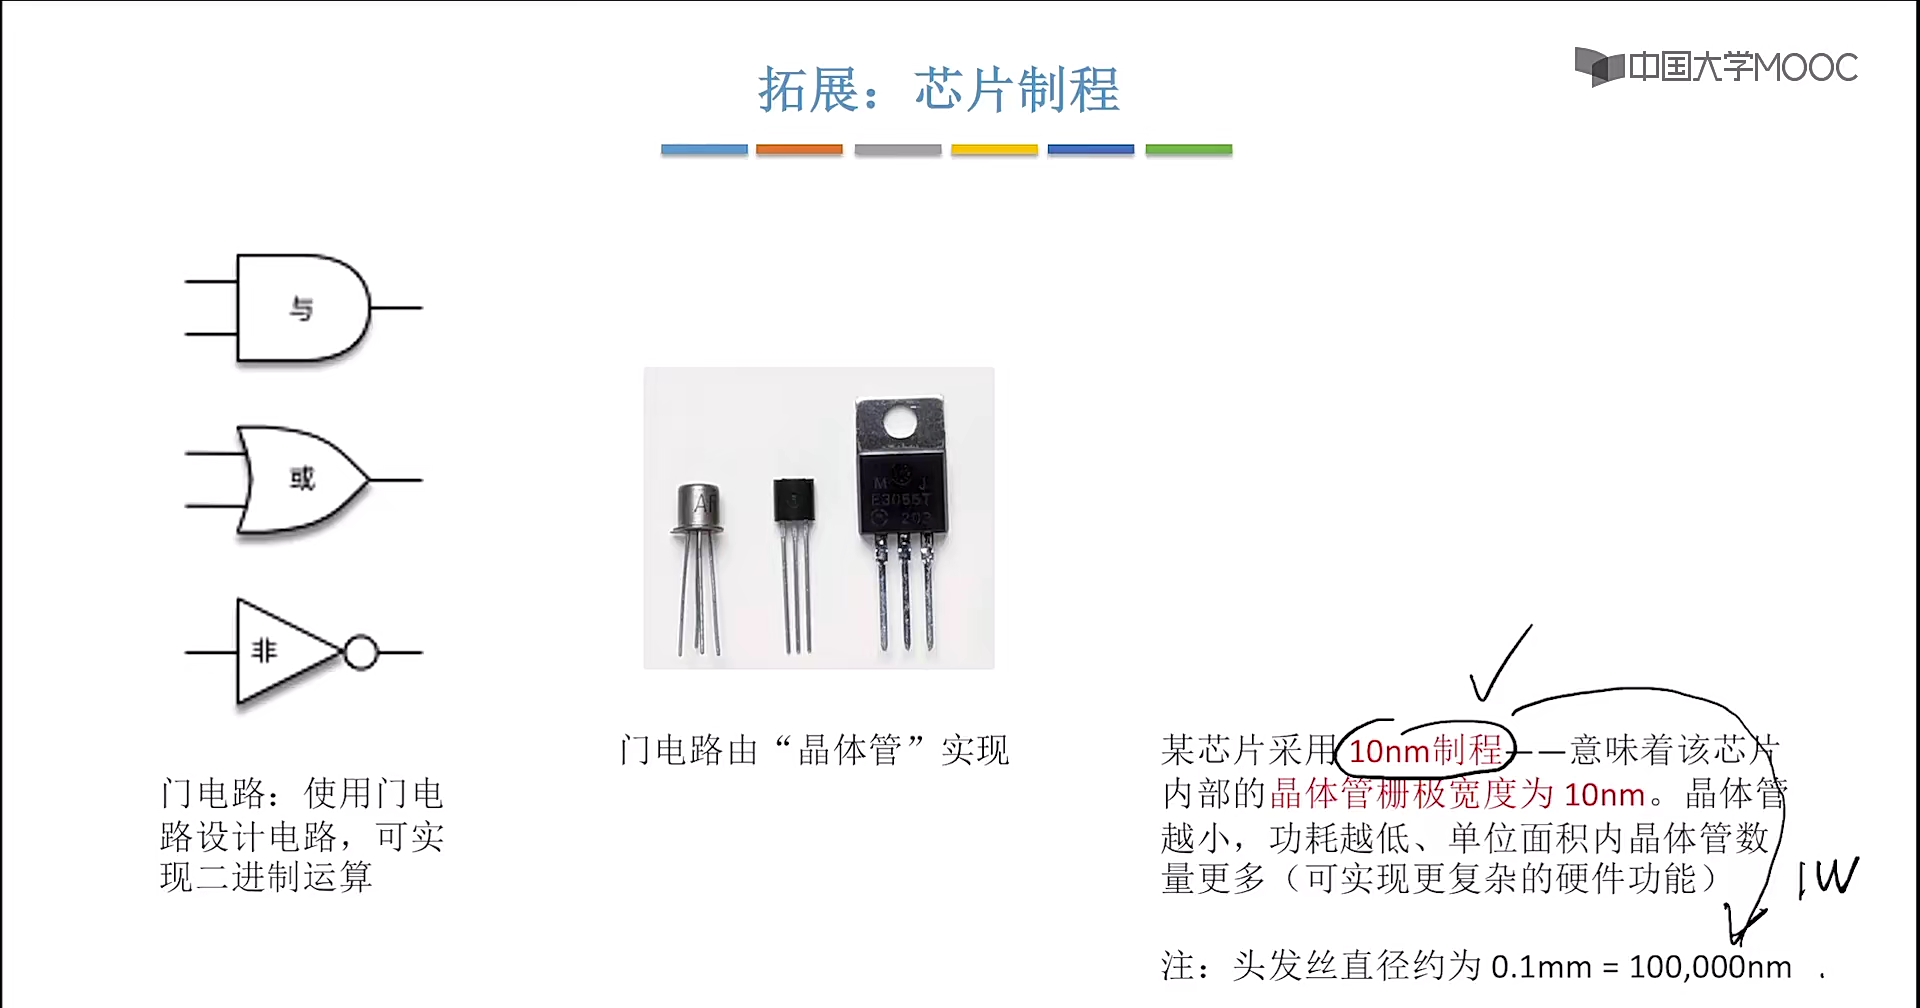 中国大学MOOC
拓展：芯片制程
与
或
非
门电路：使用门电
路设计电路，可实
现二进制运算
M J
E3055T
门电路由“晶体管”实现
某芯片采用 10nm制程——意味着该芯片
内部的晶体管栅极宽度为 10nm。晶体管
越小，功耗越低、单位面积内晶体管数
量更多（可实现更复杂的硬件功能）
1W
注：头发丝直径约为 0.1mm = 100,000nm